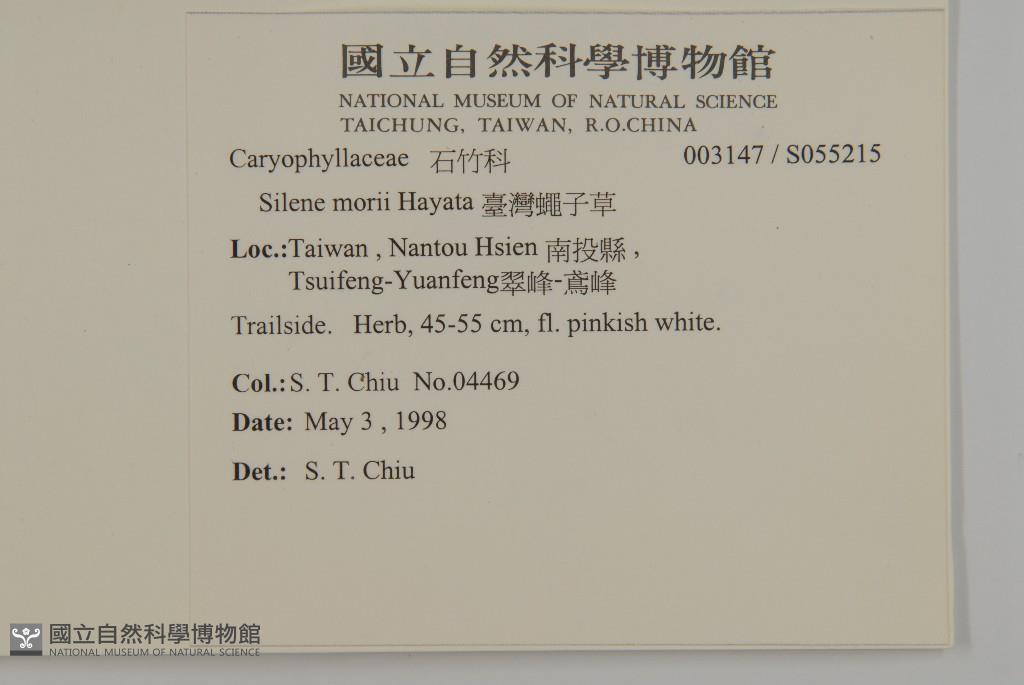 國立自然科學博物館
NATIONAL MUSEUM OF NATURAL SCIENCE
TAICHUNG, TAIWAN, R.O.CHINA
Caryophyllaceae 石竹科 003147 / S055215
Silene morii Hayata 臺灣蠅子草
Loc.:Taiwan , Nantou Hsien 南投縣 ,
Tsuifeng-Yuanfeng翠峰-鳶峰
Trailside. Herb, 45-55 cm, fl. pinkish white.
Col.: S. T. Chiu No.04469
Date: May 3 , 1998
Det.: S. T. Chiu
國立自然科學博物館
NATIONAL MUSEUM OF NATURAL SCIENCE